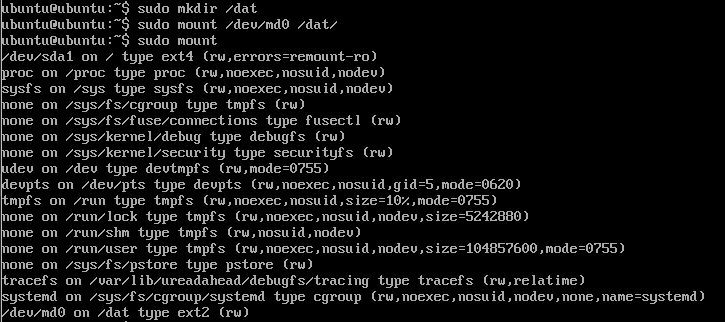 ubuntu@ubuntu:~$ sudo mkdir /dat
ubuntu@ubuntu:~$ sudo mount /dev/md0 /dat/
ubuntu@ubuntu:~$ sudo mount
/dev/sda1 on / type ext4 (rw,errors=remount-ro)
proc on /proc type proc (rw,noexec,nosuid,nodev)
sysfs on /sys type sysfs (rw,noexec,nosuid,nodev)
none on /sys/fs/cgroup type tmpfs (rw)
none on /sys/fs/fuse/connections type fusectl (rw)
none on /sys/kernel/debug type debugfs (rw)
none on /sys/kernel/security type securityfs (rw)
udev on /dev type devtmpfs (rw,mode=0755)
devpts on /dev/pts type devpts (rw,noexec,nosuid,gid=5,mode=0620)
tmpfs on /run type tmpfs (rw,noexec,nosuid,size=10%,mode=0755)
none on /run/lock type tmpfs (rw,noexec,nosuid,nodev,size=5242880)
none on /run/shm type tmpfs (rw,nosuid,nodev)
none on /run/user type tmpfs (rw,noexec,nosuid,nodev,size=104857600,mode=0755)
none on /sys/fs/pstore type pstore (rw)
tracefs on /var/lib/ureadahead/debugfs/tracing type tracefs (rw,relatime)
systemd on /sys/fs/cgroup/systemd type cgroup (rw,noexec,nosuid,nodev,none,name=systemd)
/dev/md0 on /dat type ext2 (rw)